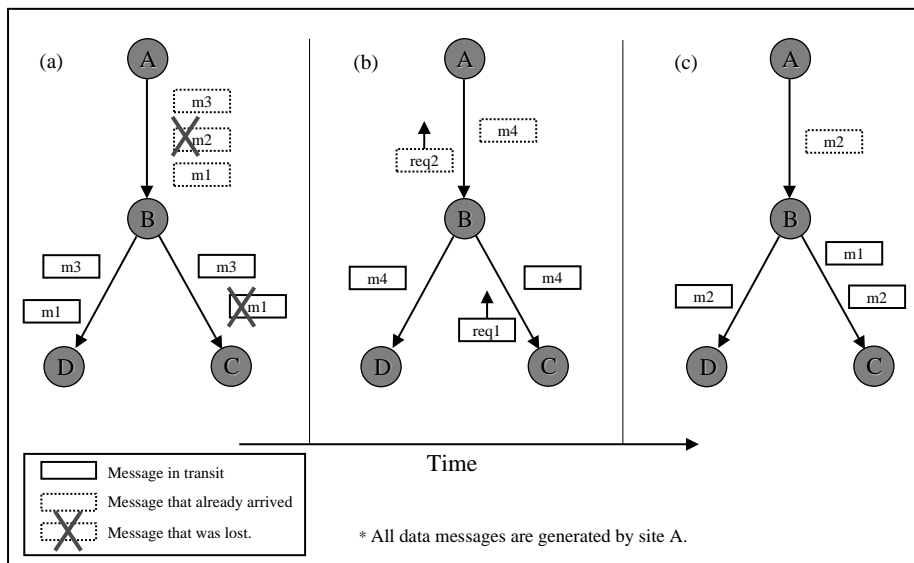 (a)
A
m3
m2
m1
B
m3
m3
m1
m1
D
C
(b)
A
m4
req2
B
m4
m4
req1
D
C
(c)
A
m2
B
m1
m2
m2
D
C
Time
Message in transit
Message that already arrived
Message that was lost.
* All data messages are generated by site A.